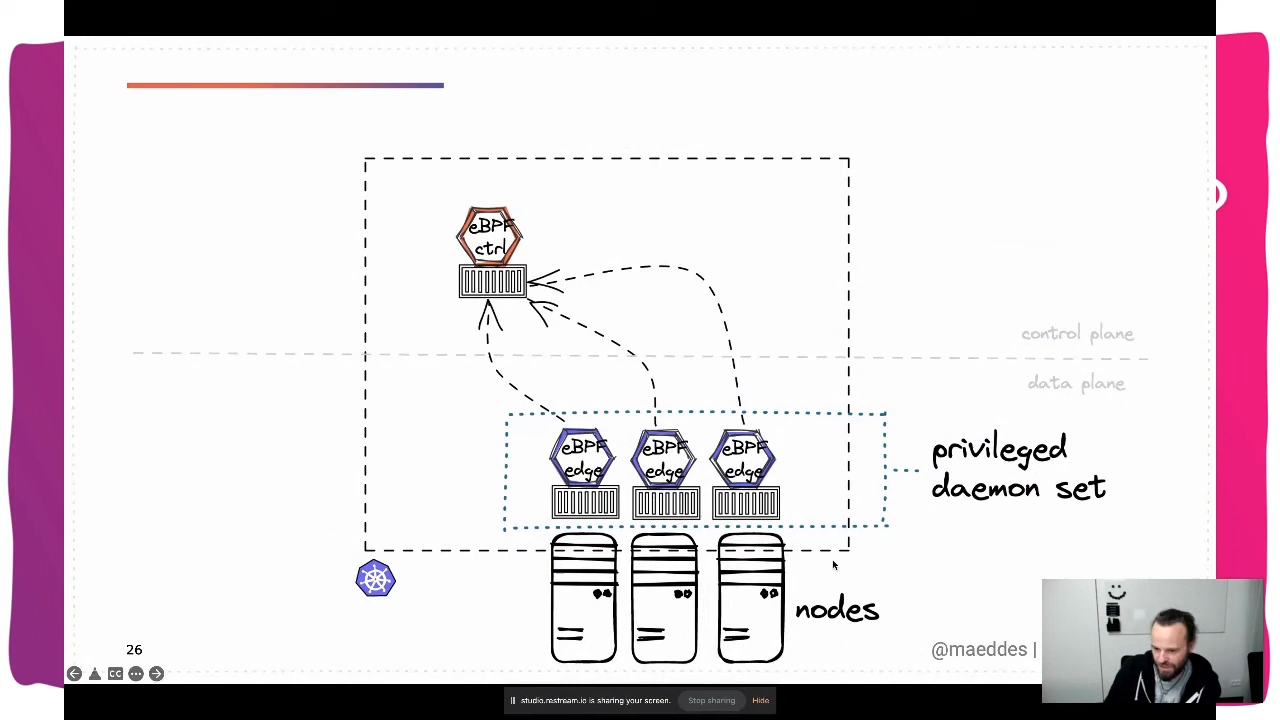 eBPF
ctrl
control plane
data plane
eBPF
edge
eBPF
edge
eBPF
edge
privileged
daemon set
nodes
26
@maeddes |
CC
studio.restream.io is sharing your screen.
Stop sharing
Hide